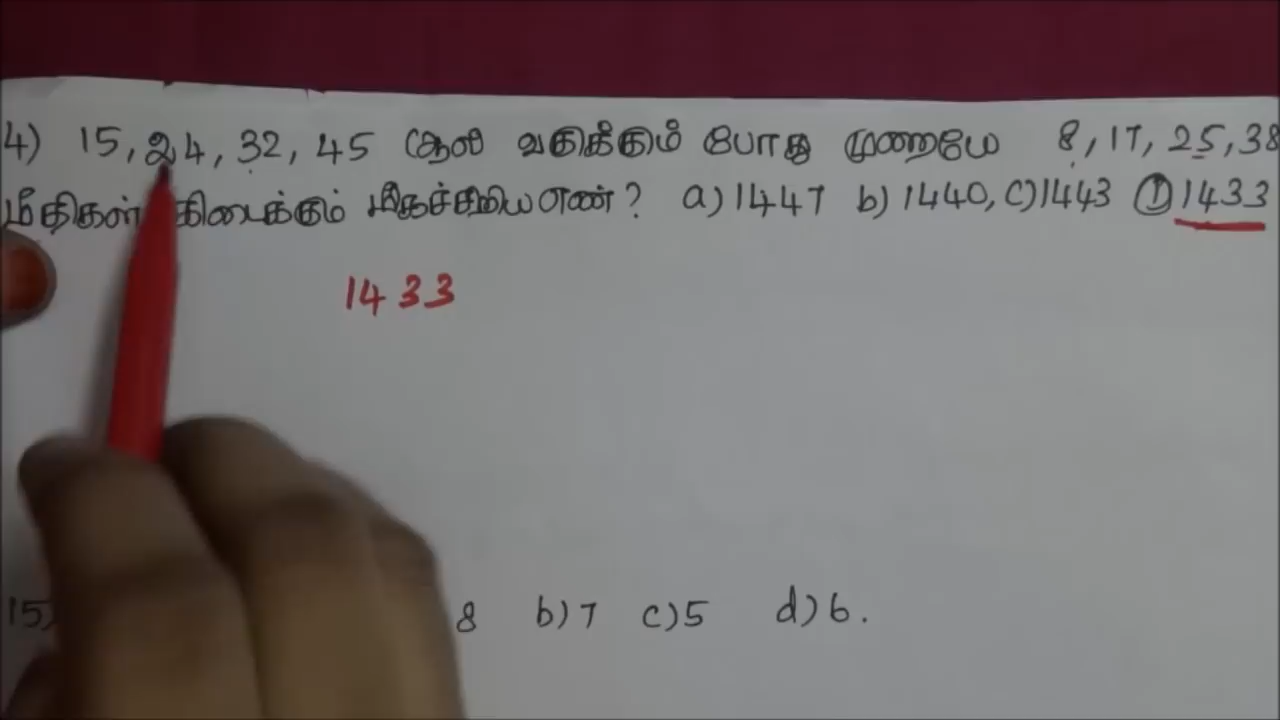 4) 15, 24, 32, 45 ஆல் வகுக்கும் போது முறையே 8, 17, 25, 38
மீதிகள் கிடைக்கும் மீச்சிறிய எண்? a) 1447 b) 1440, c) 1443 D 1433
1433
15) 8 b) 7 c) 5 d) 6.